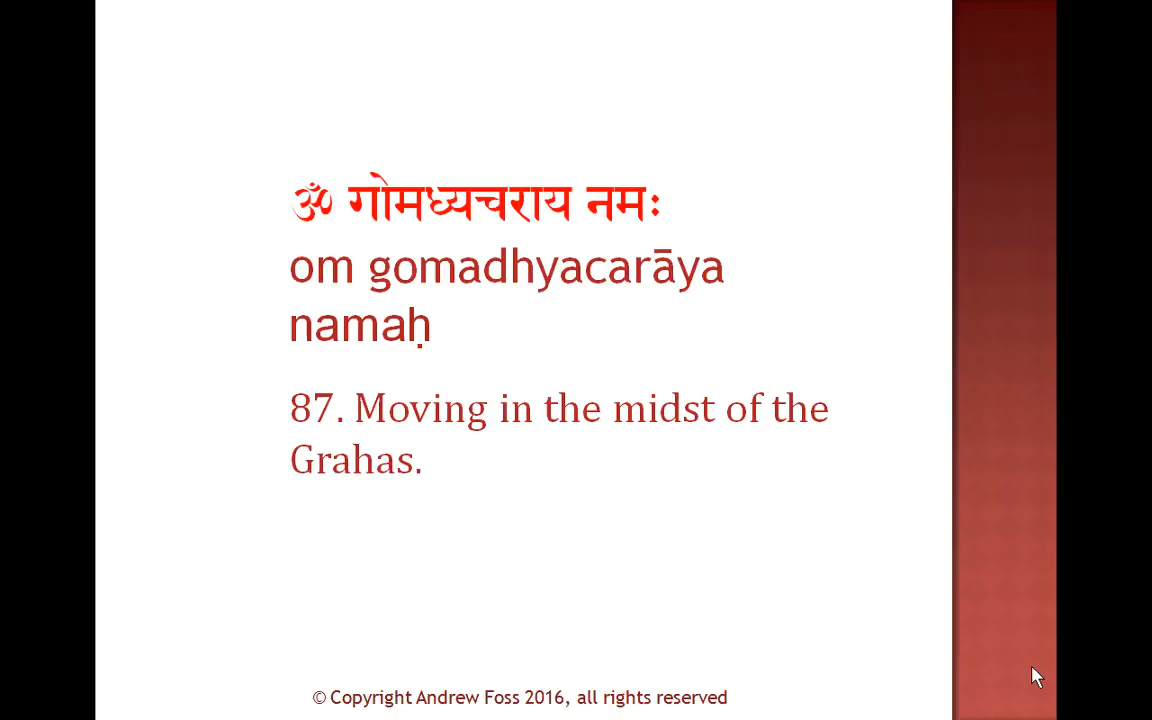 ॐ गोमध्यचराय नमः
om gomadhyacarāya
namaḥ
87. Moving in the midst of the
Grahas.
© Copyright Andrew Foss 2016, all rights reserved